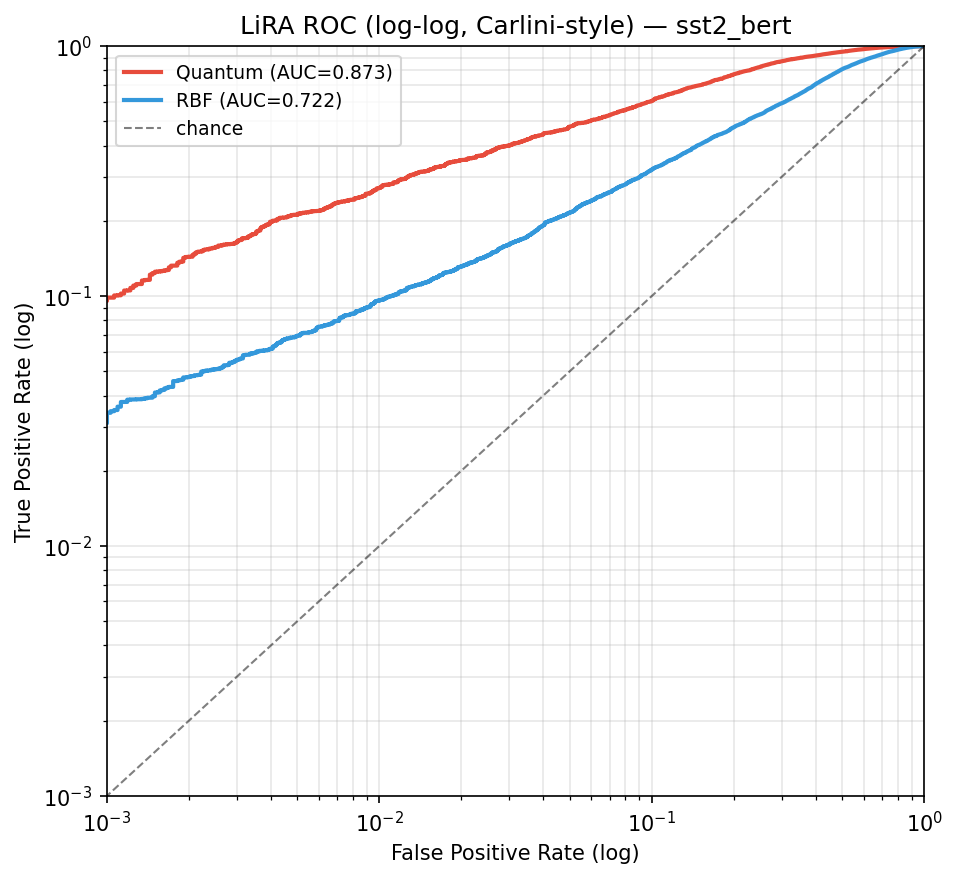 LiRA ROC (log-log, Carlini-style) — sst2_bert
Quantum (AUC=0.873)
RBF (AUC=0.722)
chance
True Positive Rate (log)
10⁰
10⁻¹
10⁻²
10⁻³
10⁻³ 10⁻² 10⁻¹ 10⁰
False Positive Rate (log)